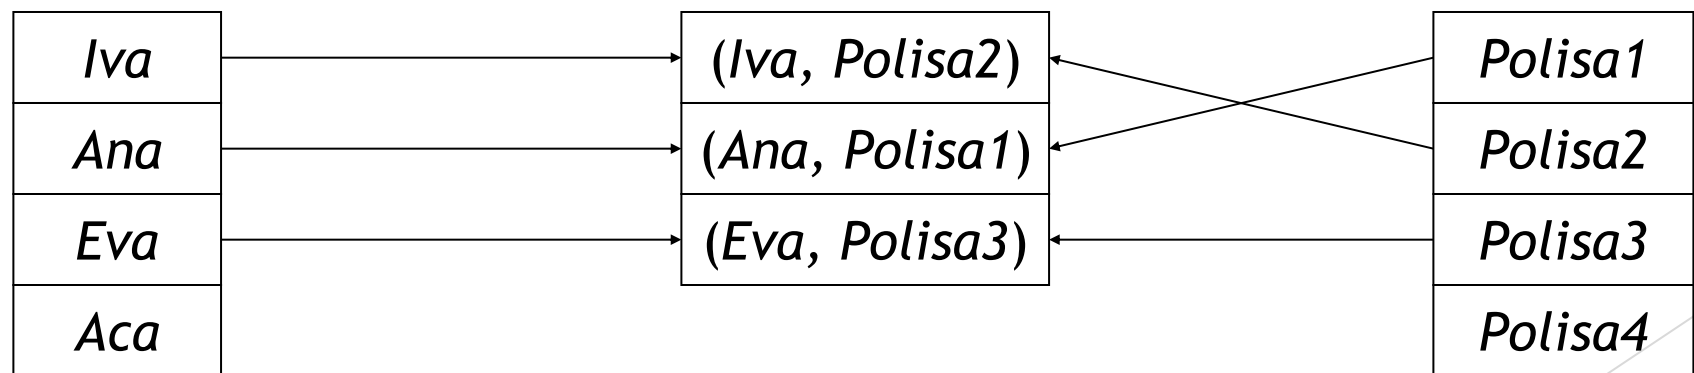 Iva
(Iva, Polisa2)
Polisa1
Ana
(Ana, Polisa1)
Polisa2
Eva
(Eva, Polisa3)
Polisa3
Aca
Polisa4